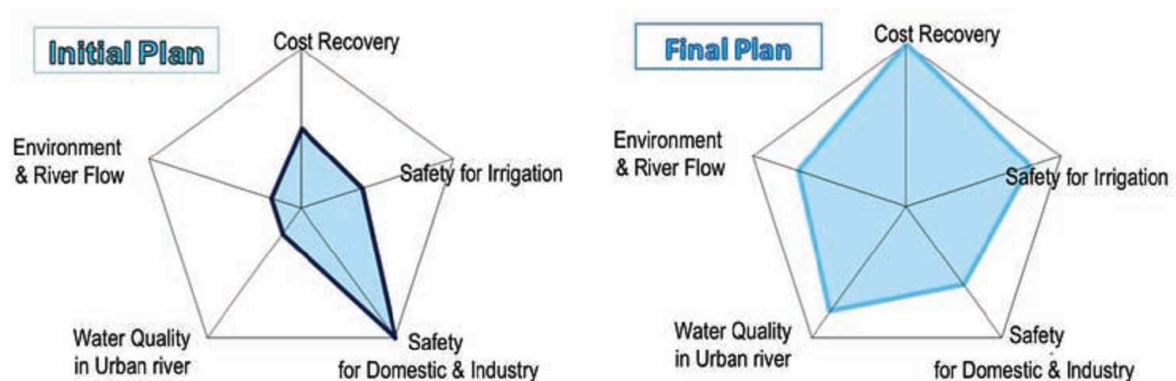 Initial Plan
Cost Recovery
Environment
& River Flow
Safety for Irrigation
Water Quality
in Urban river
Safety
for Domestic & Industry
Final Plan
Cost Recovery
Environment
& River Flow
Safety for Irrigation
Water Quality
in Urban river
Safety
for Domestic & Industry